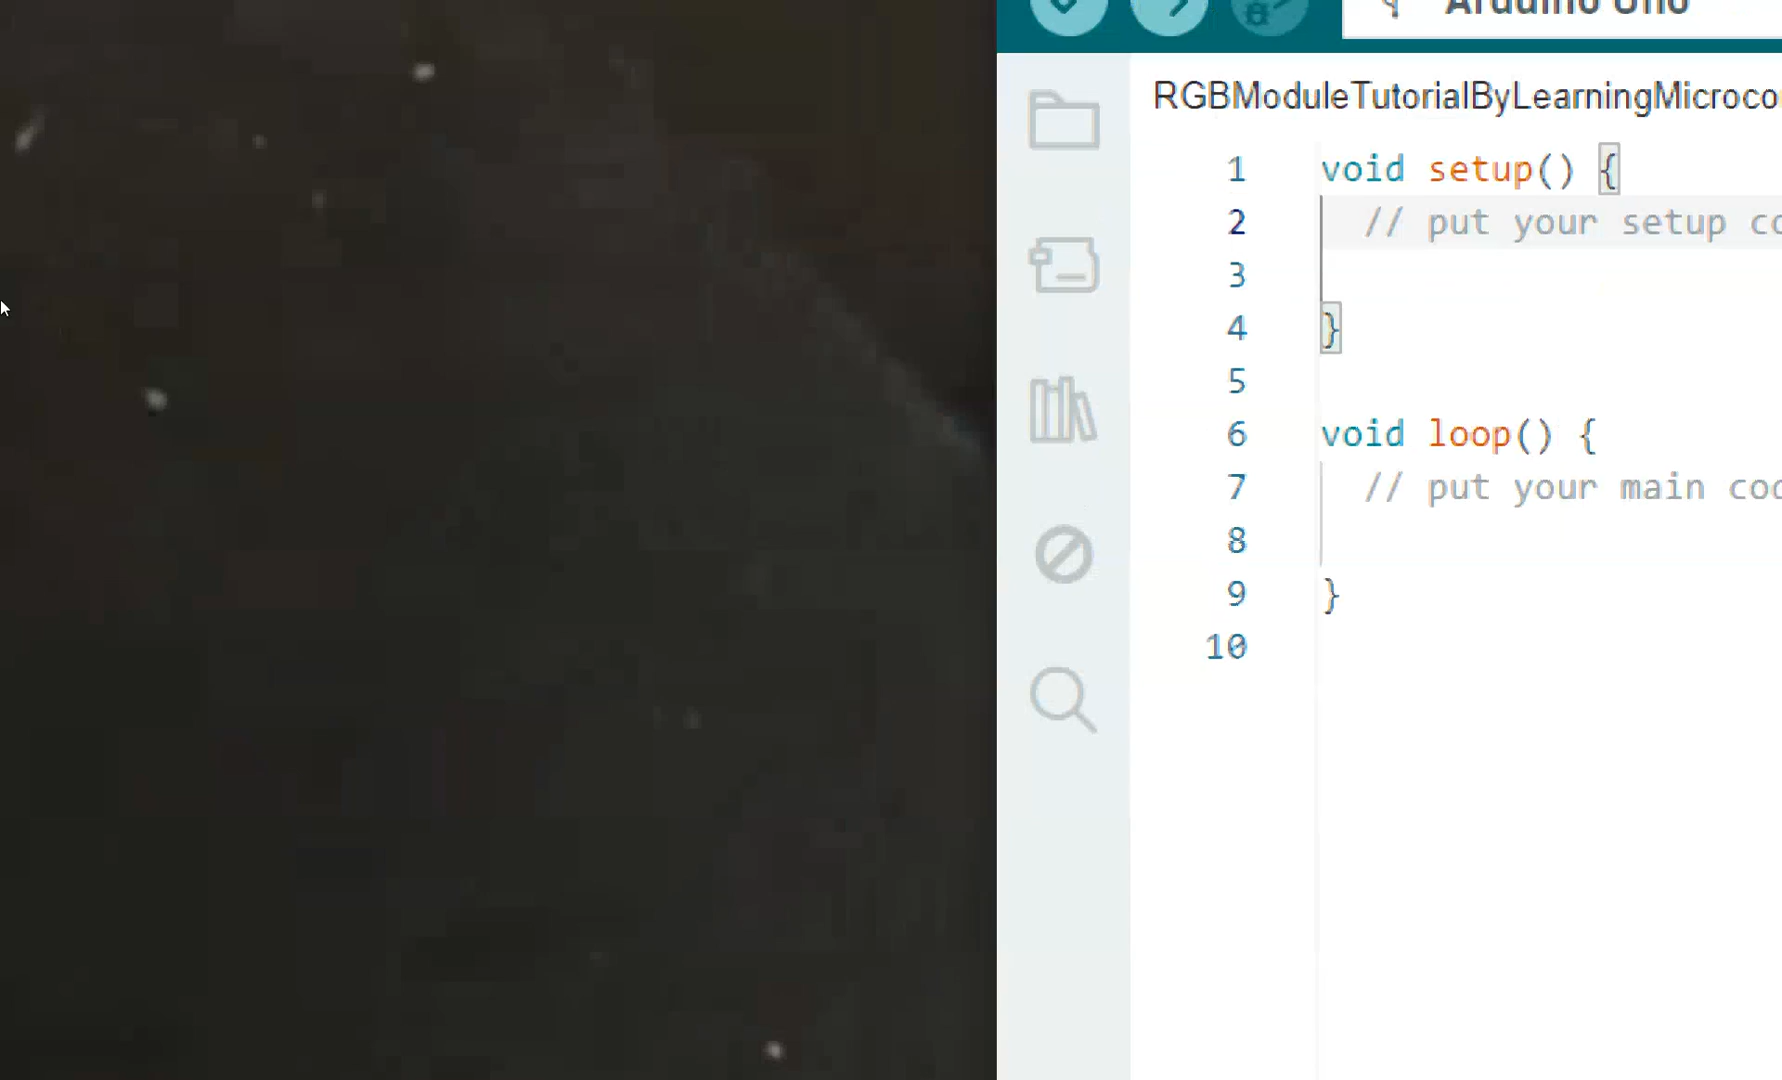 Arduino Uno
RGBModuleTutorialByLearningMicroco
1 void setup() {
2 // put your setup co
3
4 }
5
6 void loop() {
7 // put your main cod
8
9 }
10